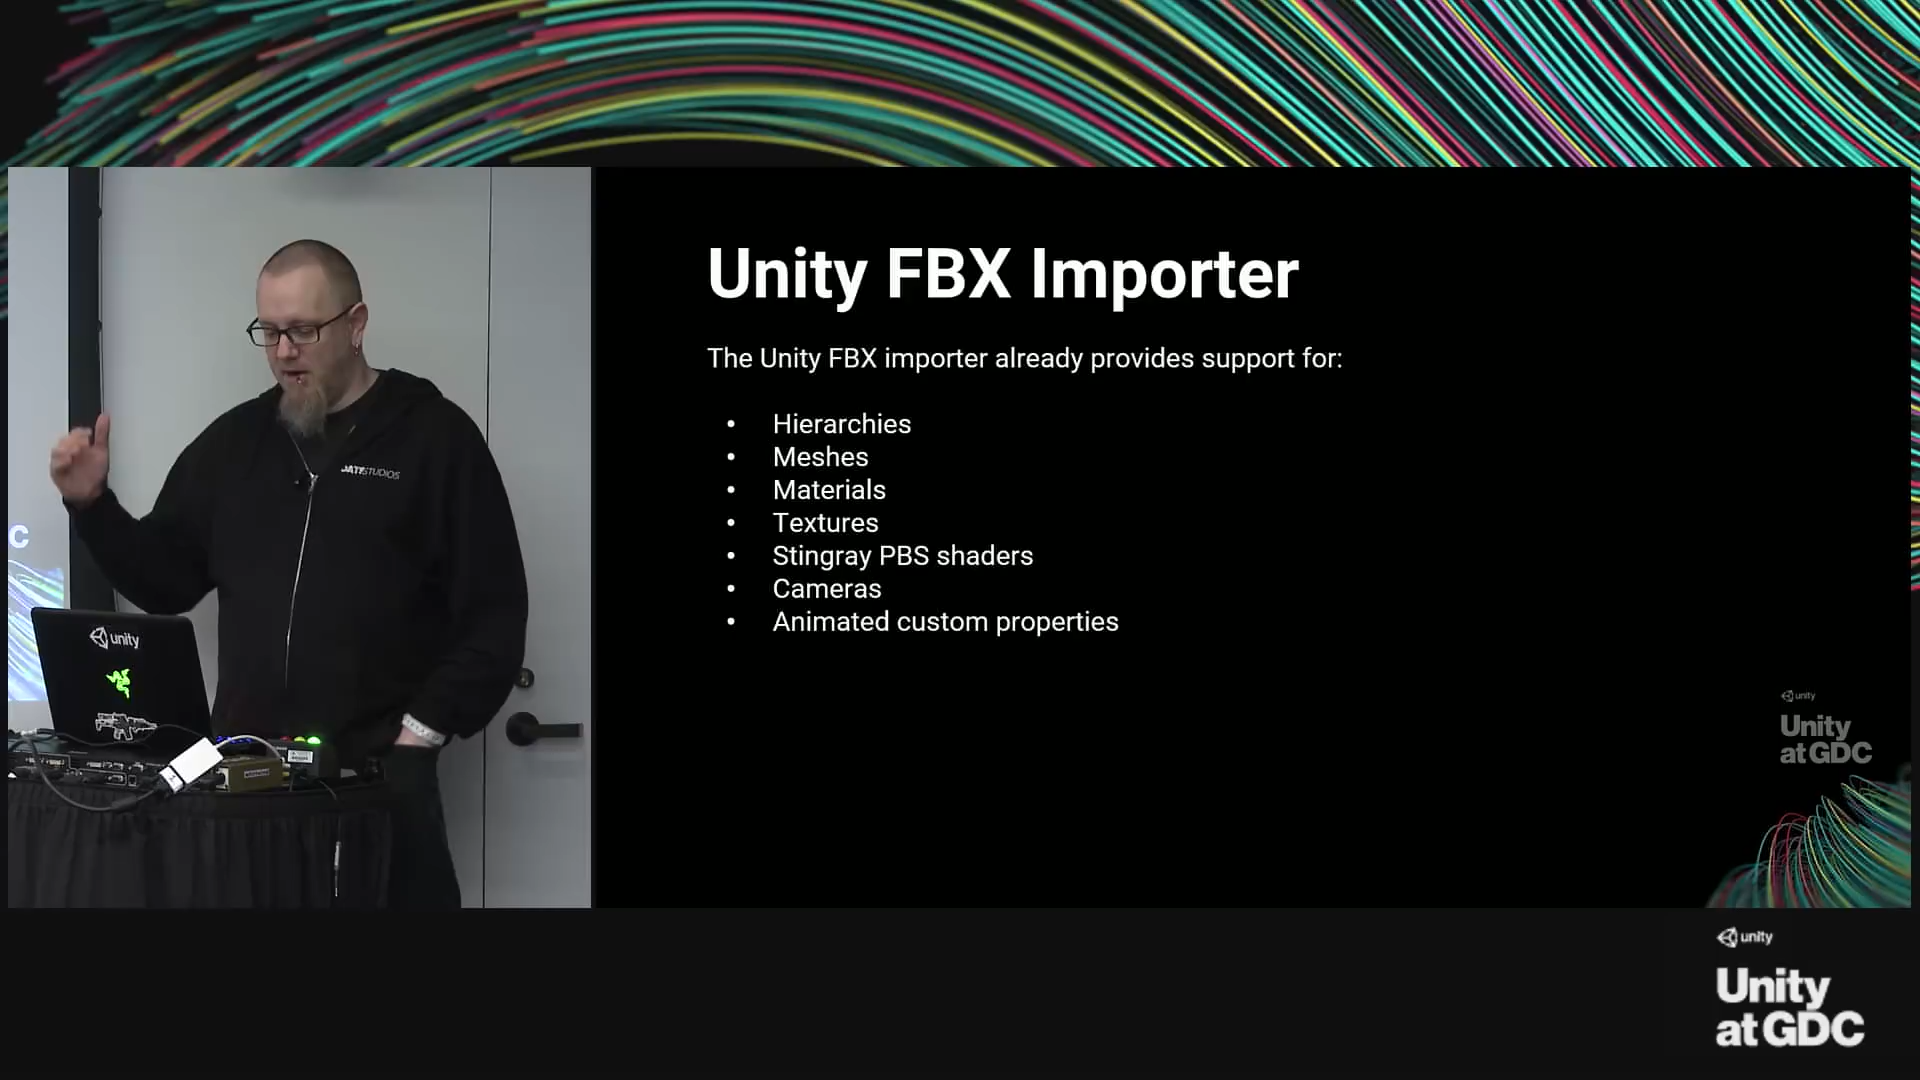 Unity FBX Importer
The Unity FBX importer already provides support for:
• Hierarchies
• Meshes
• Materials
• Textures
• Stingray PBS shaders
• Cameras
• Animated custom properties
STUDIOS
C
unity
unity
Unity
at GDC
unity
Unity
at GDC